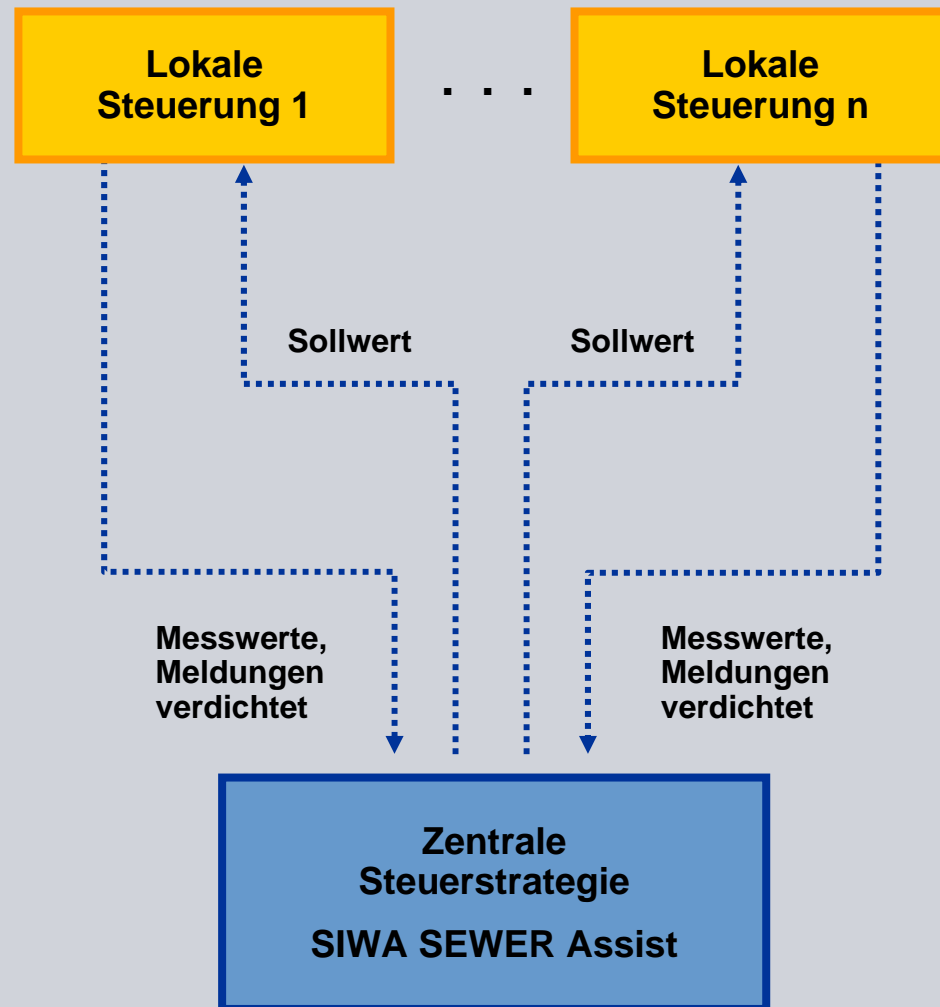 Lokale
Steuerung 1
. . .
Lokale
Steuerung n
Sollwert
Sollwert
Messwerte,
Meldungen
verdichtet
Messwerte,
Meldungen
verdichtet
Zentrale
Steuerstrategie
SIWA SEWER Assist